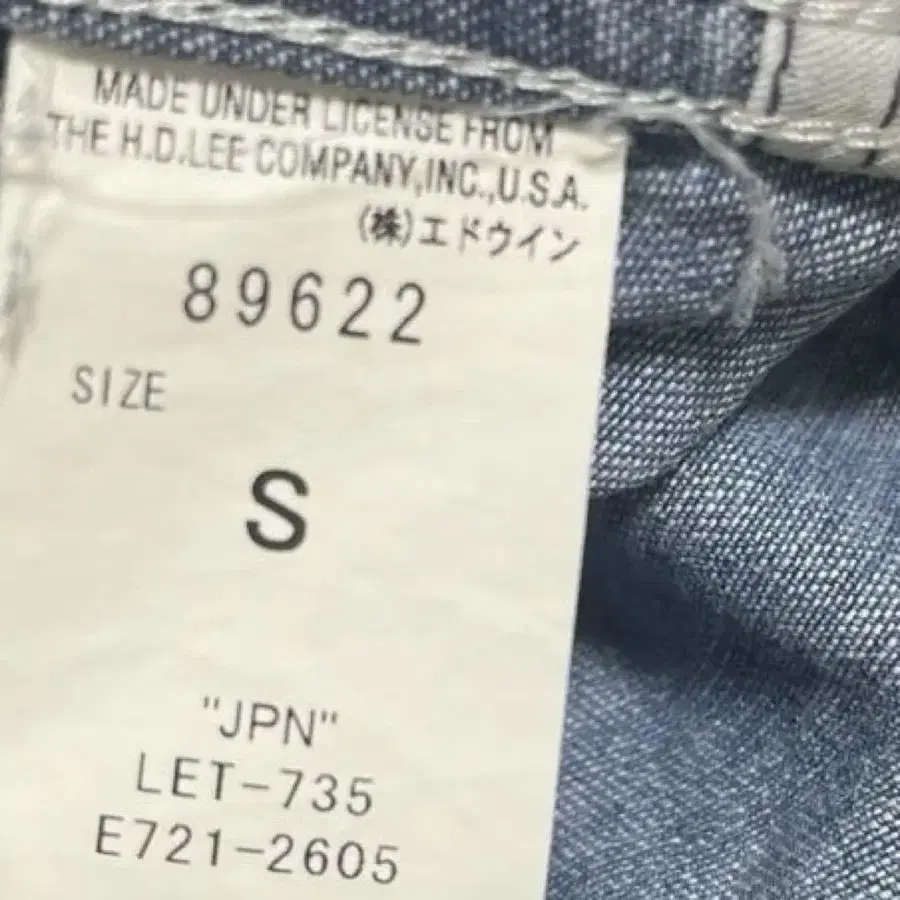 MADE UNDER LICENSE FROM
THE H.D.LEE COMPANY,INC.,U.S.A.
(株)エドウイン
89622
SIZE
S
"JPN"
LET-735
E721-2605